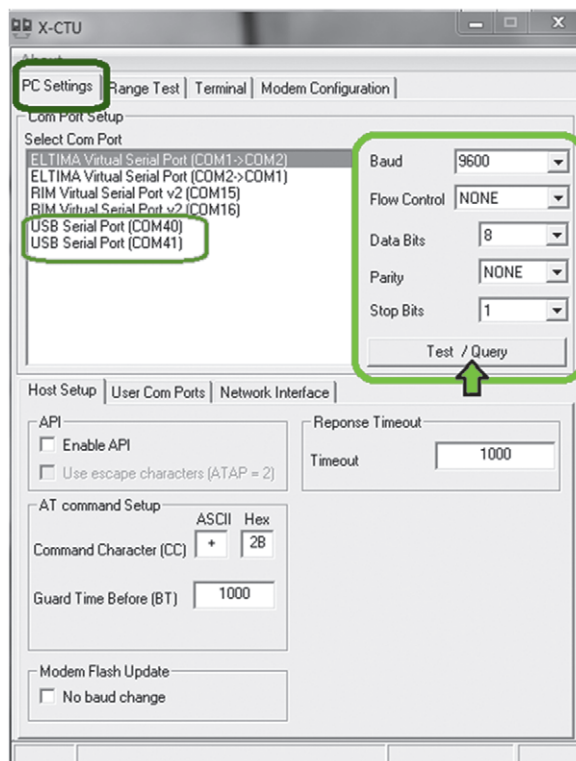 X-CTU
About
PC Settings
Range Test
Terminal
Modem Configuration
Com Port Setup
Select Com Port
ELTIMA Virtual Serial Port (COM1->COM2)
ELTIMA Virtual Serial Port (COM2->COM1)
RIM Virtual Serial Port v2 (COM15)
RIM Virtual Serial Port v2 (COM16)
USB Serial Port (COM40)
USB Serial Port (COM41)
Baud 9600
Flow Control NONE
Data Bits 8
Parity NONE
Stop Bits 1
Test / Query
Host Setup
User Com Ports
Network Interface
API
Enable API
Use escape characters (ATAP = 2)
Reponse Timeout
Timeout 1000
AT command Setup
ASCII Hex
Command Character (CC) + 2B
Guard Time Before (BT) 1000
Modem Flash Update
No baud change